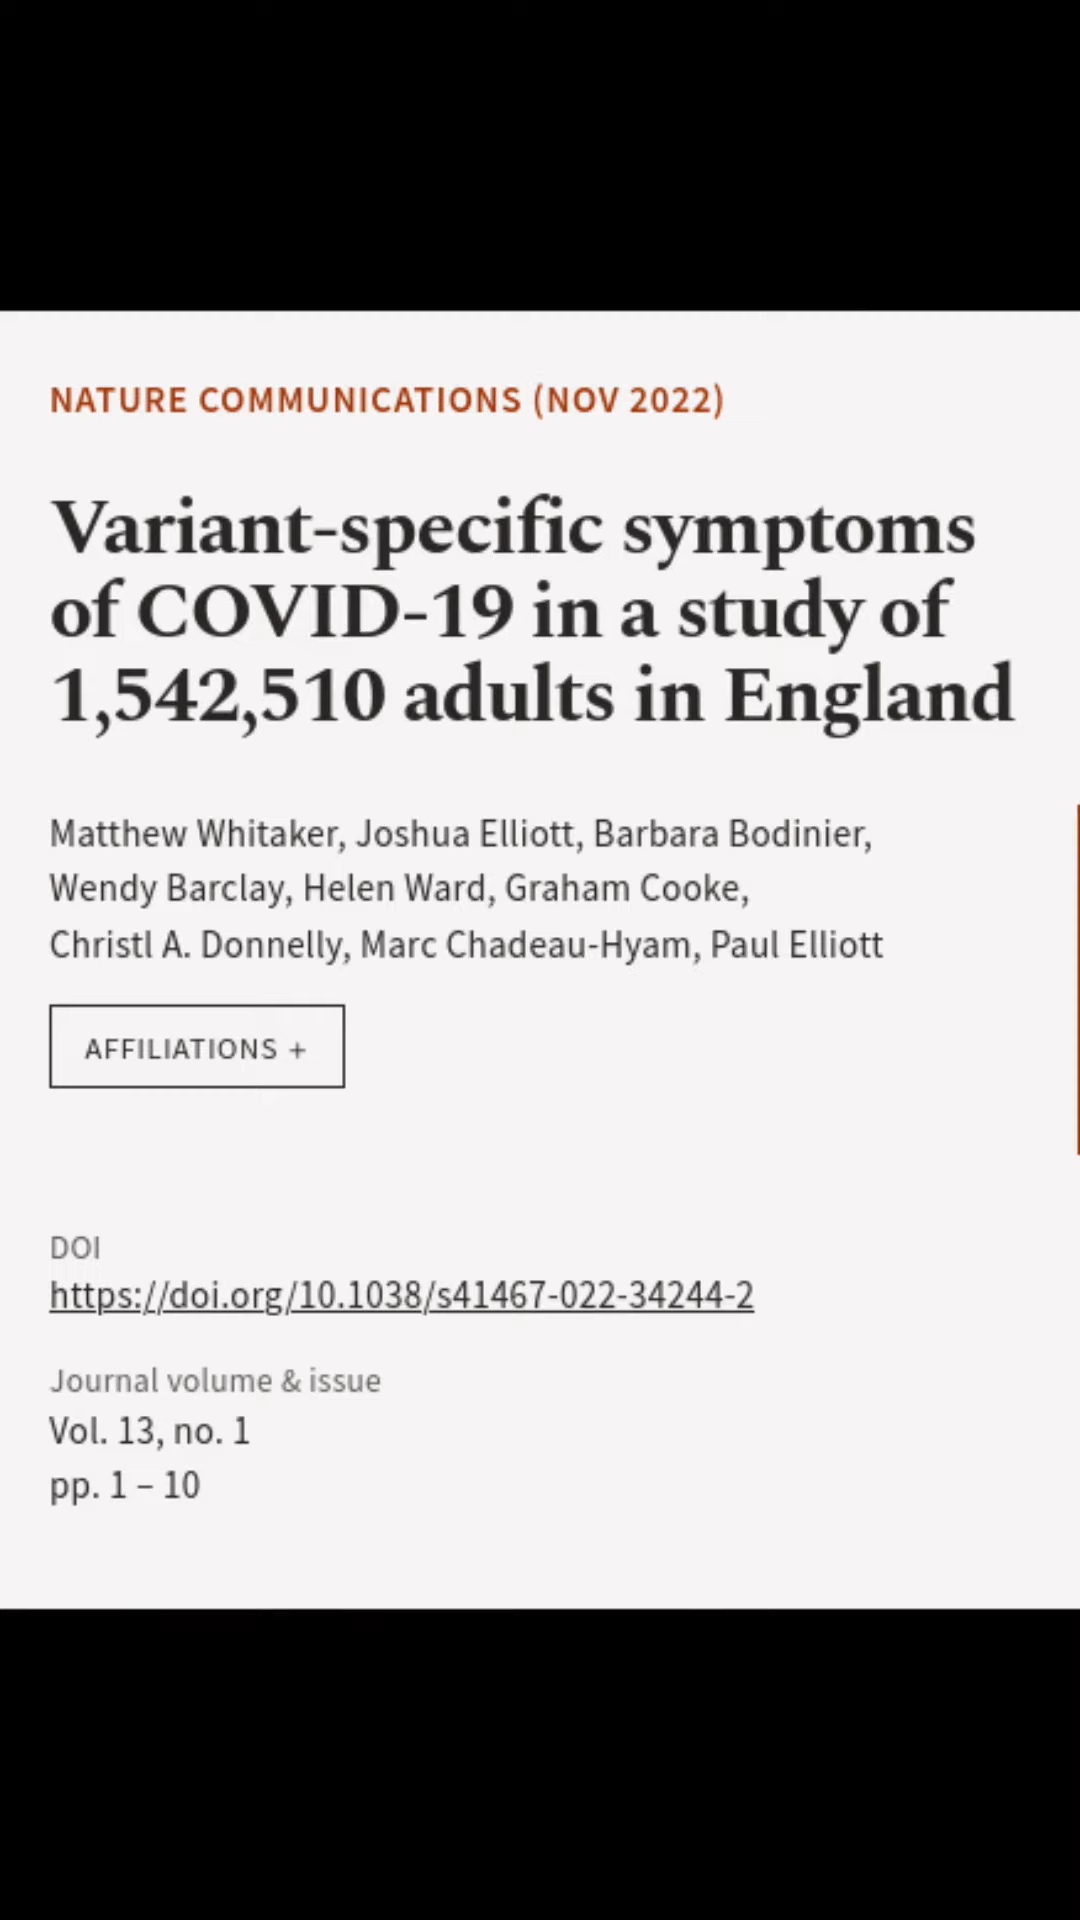 NATURE COMMUNICATIONS (NOV 2022)
Variant-specific symptoms
of COVID-19 in a study of
1,542,510 adults in England
Matthew Whitaker, Joshua Elliott, Barbara Bodinier,
Wendy Barclay, Helen Ward, Graham Cooke,
Christl A. Donnelly, Marc Chadeau-Hyam, Paul Elliott
AFFILIATIONS +
DOI
https://doi.org/10.1038/s41467-022-34244-2
Journal volume & issue
Vol. 13, no. 1
pp. 1 – 10